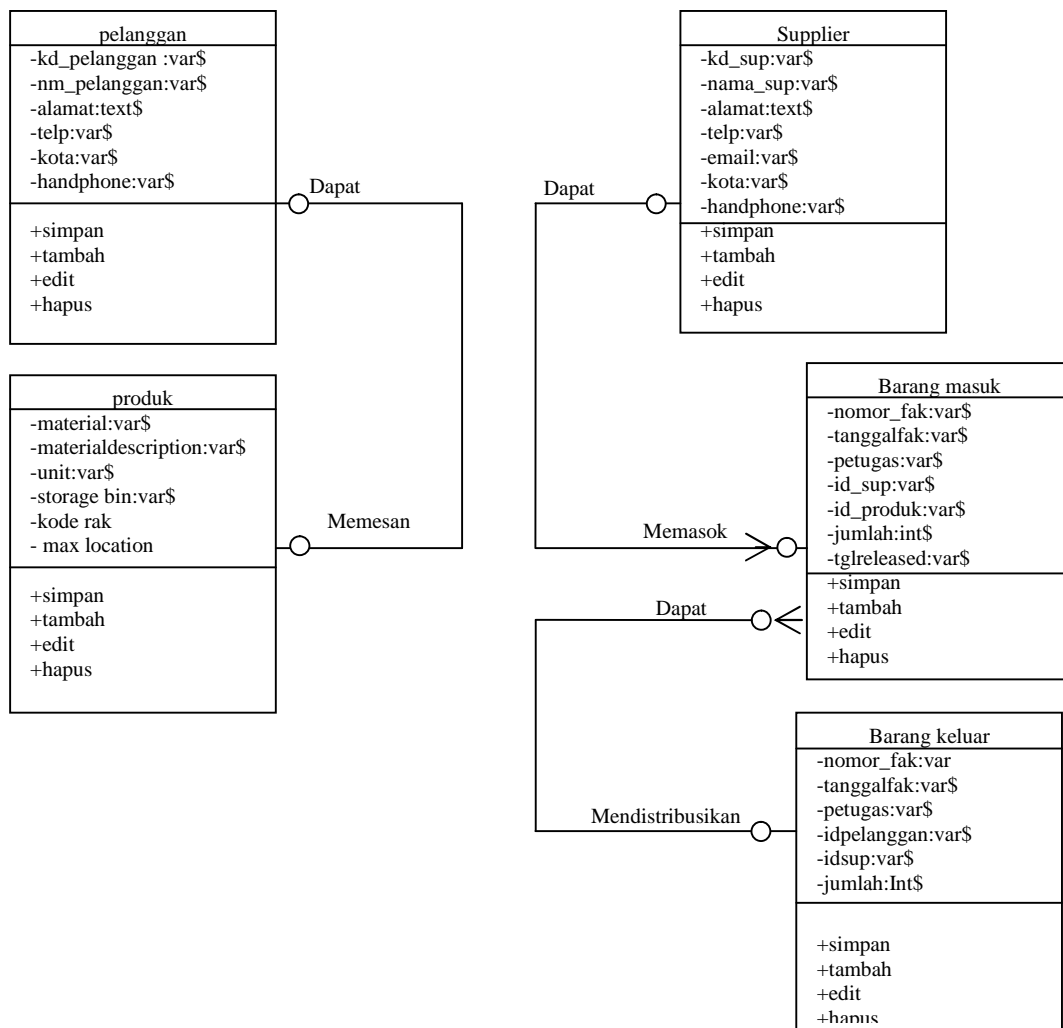 pelanggan
-kd_pelanggan :var$
-nm_pelanggan:var$
-alamat:text$
-telp:var$
-kota:var$
-handphone:var$
+simpan
+tambah
+edit
+hapus
Dapat
Memesan
produk
-material:var$
-materialdescription:var$
-unit:var$
-storage bin:var$
-kode rak
- max location
+simpan
+tambah
+edit
+hapus
Supplier
-kd_sup:var$
-nama_sup:var$
-alamat:text$
-telp:var$
-email:var$
-kota:var$
-handphone:var$
+simpan
+tambah
+edit
+hapus
Dapat
Memasok
Barang masuk
-nomor_fak:var$
-tanggalfak:var$
-petugas:var$
-id_sup:var$
-id_produk:var$
-jumlah:int$
-tglreleased:var$
+simpan
+tambah
+edit
+hapus
Dapat
Mendistribusikan
Barang keluar
-nomor_fak:var
-tanggalfak:var$
-petugas:var$
-idpelanggan:var$
-idsup:var$
-jumlah:Int$
+simpan
+tambah
+edit
+hapus